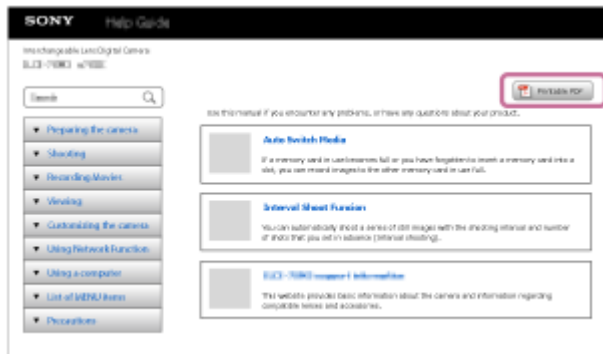 SONY
Help Guide
Interchangeable Lens Digital Camera
Search
Printable PDF
Use this manual if you encounter any problems, or have any questions about your product.
▼ Preparing the camera
▼ Shooting
▼ Recording Movies
▼ Viewing
▼ Customizing the camera
▼ Using Network Function
▼ Using a computer
▼ List of MENU items
▼ Precautions
Auto Switch Media
If a memory card in use becomes full or you have forgotten to insert a memory card into a
slot, you can record images to the other memory card in use full.
Interval Shoot Funsion
You can automatically shoot a series of still images with the shooting interval and number
of shots that you set in advance (Interval shooting).
support information
This website provides basic information about the camera and information regarding
compatible lenses and accessories.